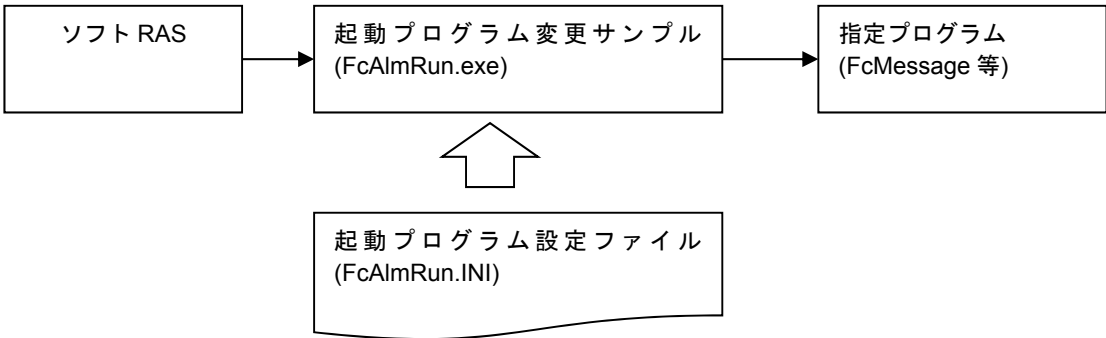 ソフト RAS
起動プログラム変更サンプル
(FcAlmRun.exe)
指定プログラム
(FcMessage 等)
起動プログラム設定ファイル
(FcAlmRun.INI)